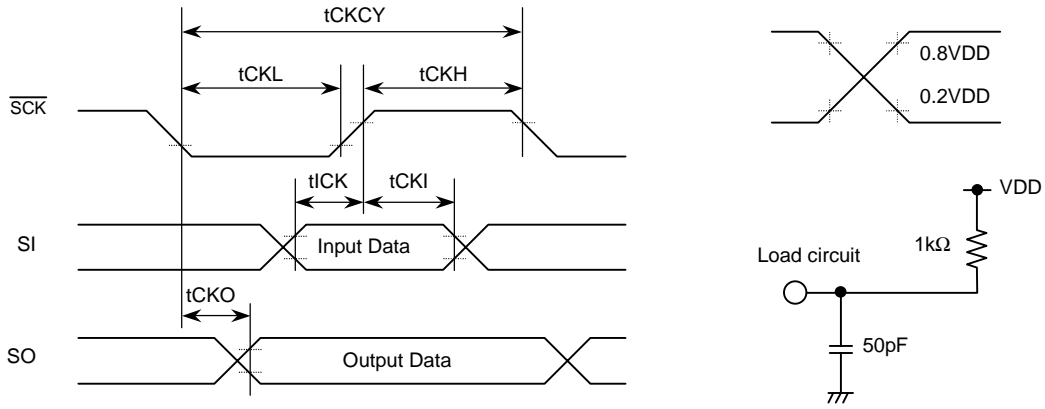 tCKCY
tCKL
tCKH
0.8VDD
0.2VDD
SCK
tICK
tCKI
VDD
SI
Input Data
1kΩ
Load circuit
tCKO
SO
Output Data
50pF